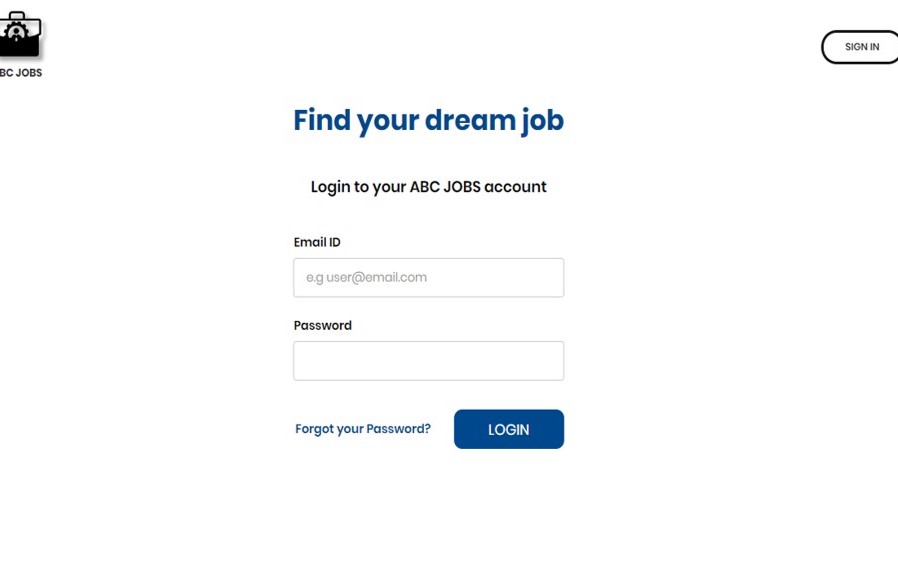 BC JOBS
SIGN IN
Find your dream job
Login to your ABC JOBS account
Email ID
e.g user@email.com
Password
Forgot your Password?
LOGIN